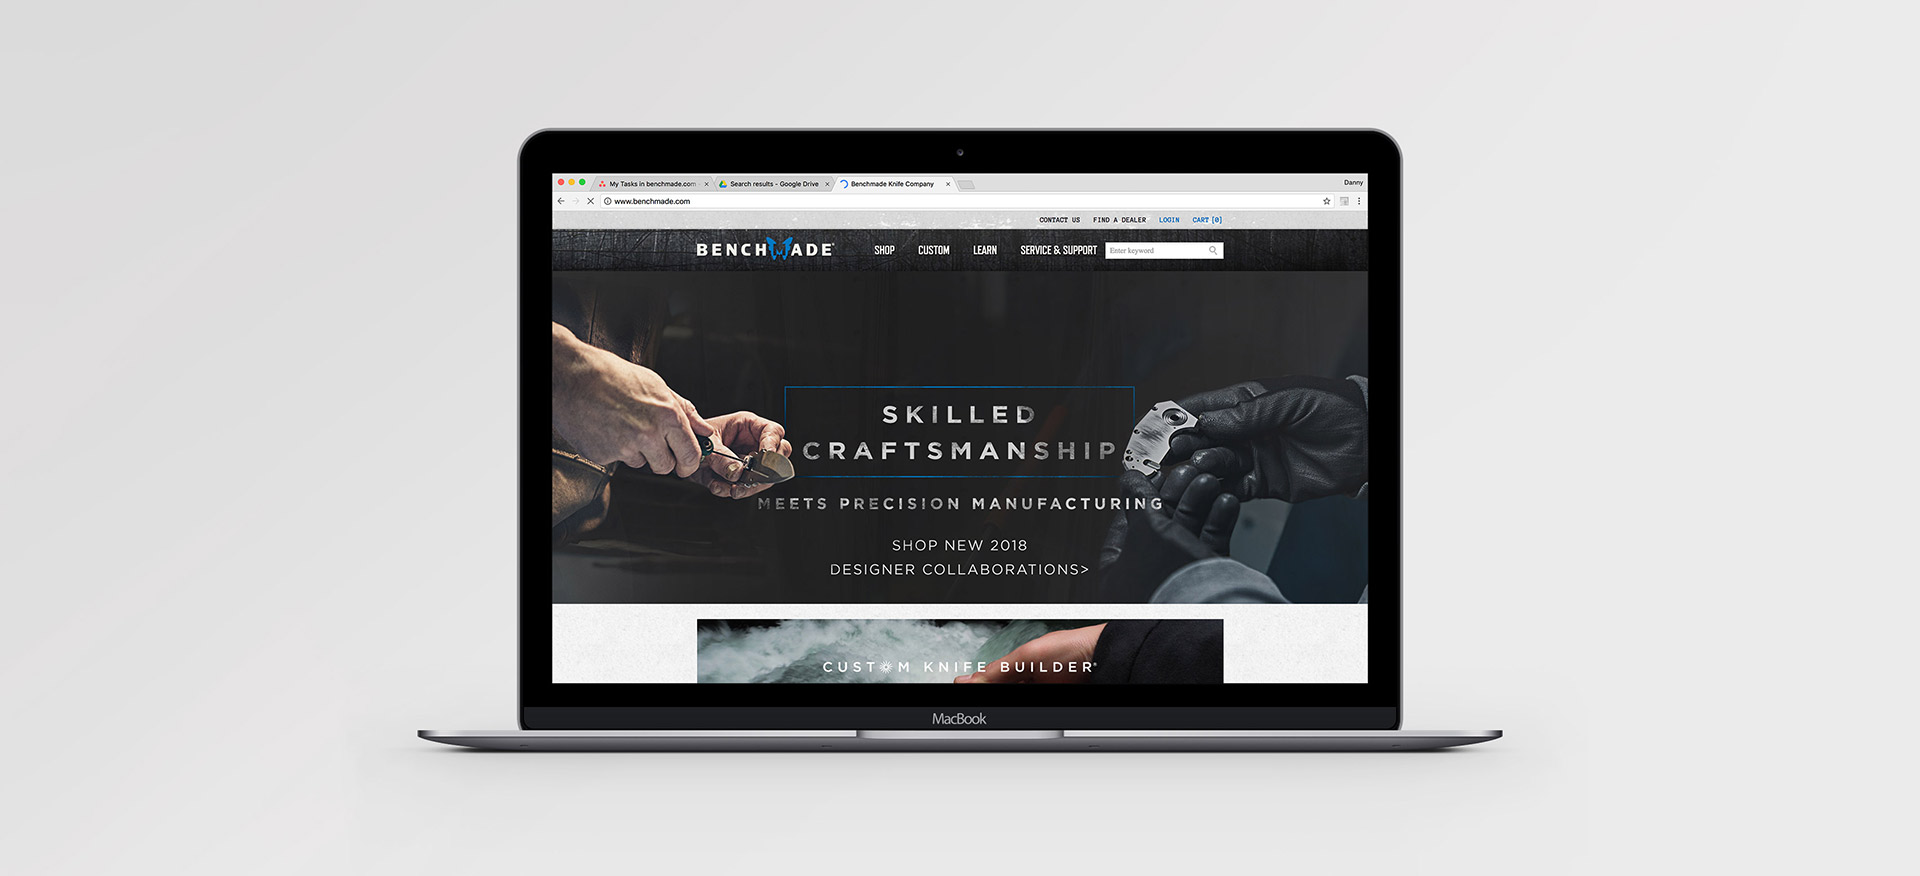 My Tasks in benchmade.com
Search results - Google Drive
Benchmade Knife Company
Danny
www.benchmade.com
CONTACT US
FIND A DEALER
LOGIN
CART [0]
BENCHMADE®
SHOP
CUSTOM
LEARN
SERVICE & SUPPORT
Enter keyword
SKILLED
CRAFTSMANSHIP
MEETS PRECISION MANUFACTURING
SHOP NEW 2018
DESIGNER COLLABORATIONS>
CUSTOM KNIFE BUILDER®
MacBook